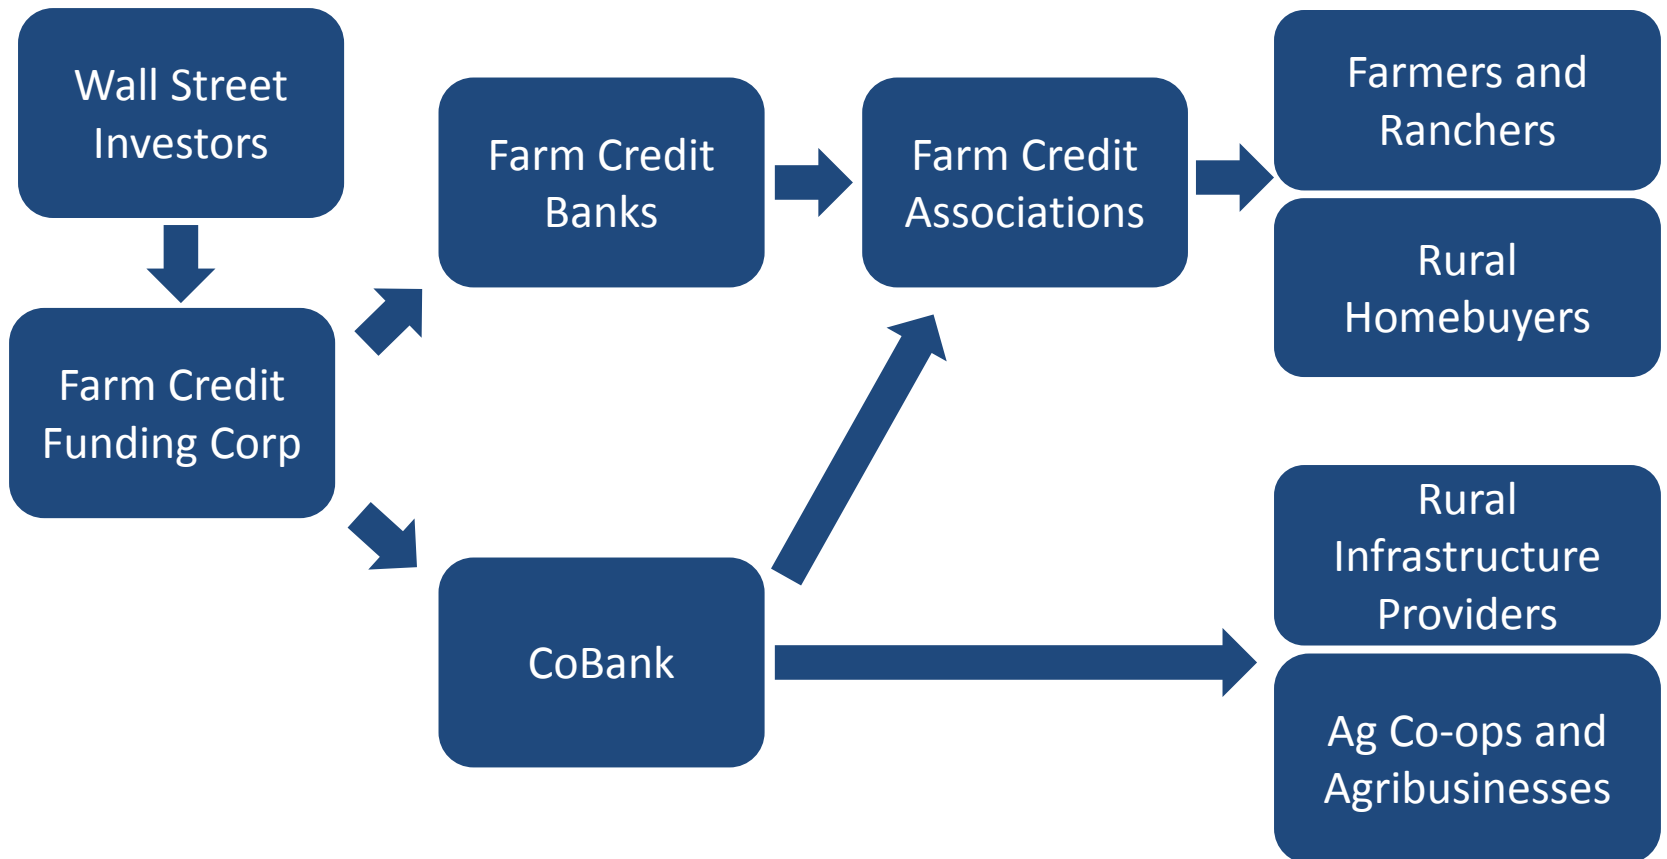 Wall Street
Investors
Farm Credit
Funding Corp
Farm Credit
Banks
CoBank
Farm Credit
Associations
Farmers and
Ranchers
Rural
Homebuyers
Rural
Infrastructure
Providers
Ag Co-ops and
Agribusinesses